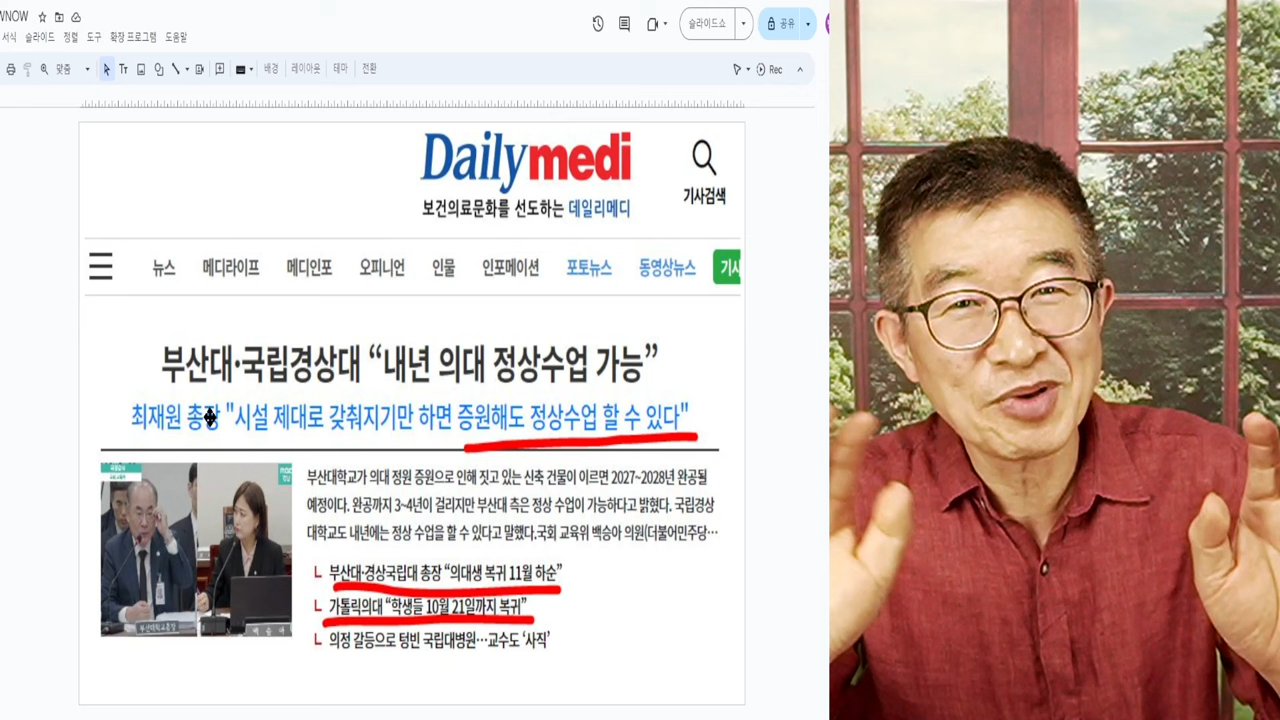 WNOW
서식 슬라이드 정렬 도구 확장 프로그램 도움말
슬라이드쇼
공유
맞춤
배경
레이아웃
테마
전환
Rec
Dailymedi
보건의료문화를 선도하는 데일리메디
기사검색
뉴스 메디라이프 메디인포 오피니언 인물 인포메이션 포토뉴스 동영상뉴스 기사
부산대·국립경상대 “내년 의대 정상수업 가능”
최재원 총장 "시설 제대로 갖춰지기만 하면 증원해도 정상수업 할 수 있다"
부산대학교가 의대 정원 증원으로 인해 짓고 있는 신축 건물이 이르면 2027~2028년 완공될
예정이다. 완공까지 3~4년이 걸리지만 부산대 측은 정상 수업이 가능하다고 밝혔다. 국립경상
대학교도 내년에는 정상 수업을 할 수 있다고 말했다.국회 교육위 백승아 의원(더불어민주당…
부산대·경상국립대 총장 “의대생 복귀 11월 하순”
가톨릭의대 “학생들 10월 21일까지 복귀”
의정 갈등으로 텅빈 국립대병원…교수도 ‘사직’
부산대학교총장
백승아